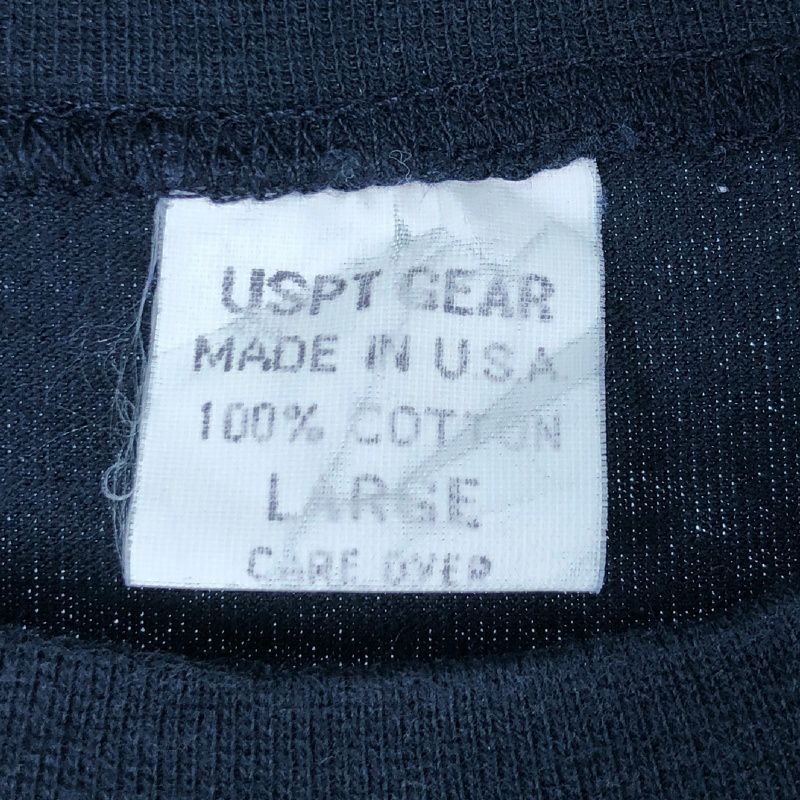 USPT GEAR
MADE IN U.S.A.
100% COTTON
LARGE
CARE OVER